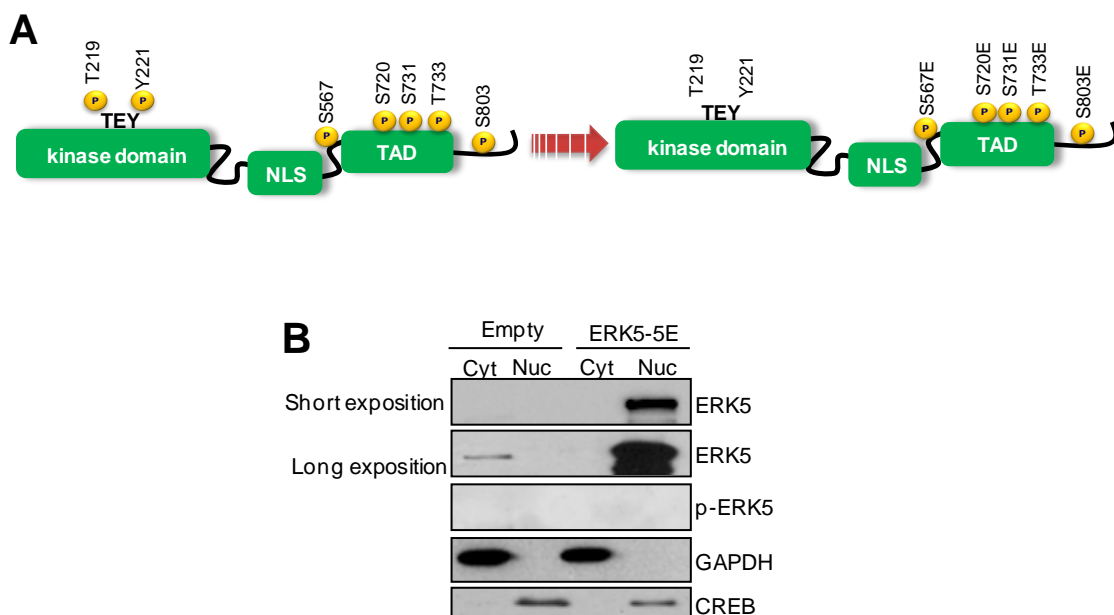 A
T219 Y221 S567 S720 S731 T733 S803
P P P P P P P
TEY
kinase domain NLS TAD
T219 Y221 S567E S720E S731E T733E S803E
P P P P P
TEY
kinase domain NLS TAD
B
Empty ERK5-5E
Cyt Nuc Cyt Nuc
Short exposition ERK5
Long exposition ERK5
p-ERK5
GAPDH
CREB